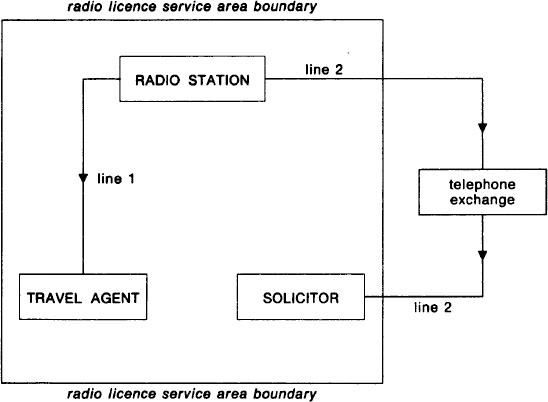 radio licence service area boundary
RADIO STATION
line 2
line 1
telephone
exchange
TRAVEL AGENT
SOLICITOR
line 2
radio licence service area boundary